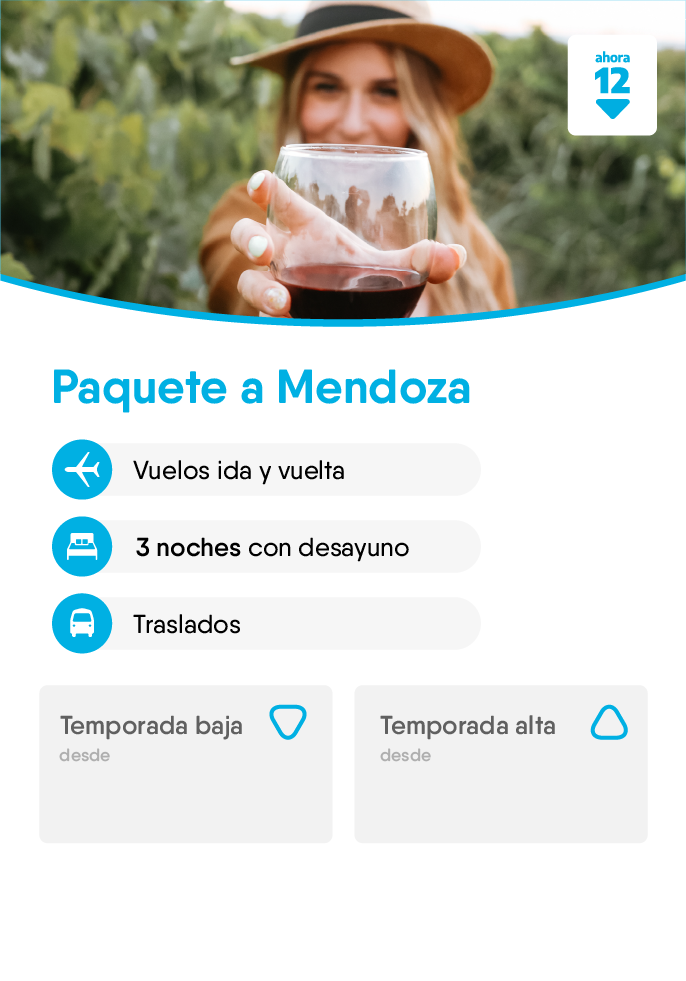 ahora
12
Paquete a Mendoza
Vuelos ida y vuelta
3 noches con desayuno
Traslados
Temporada baja
desde
Temporada alta
desde